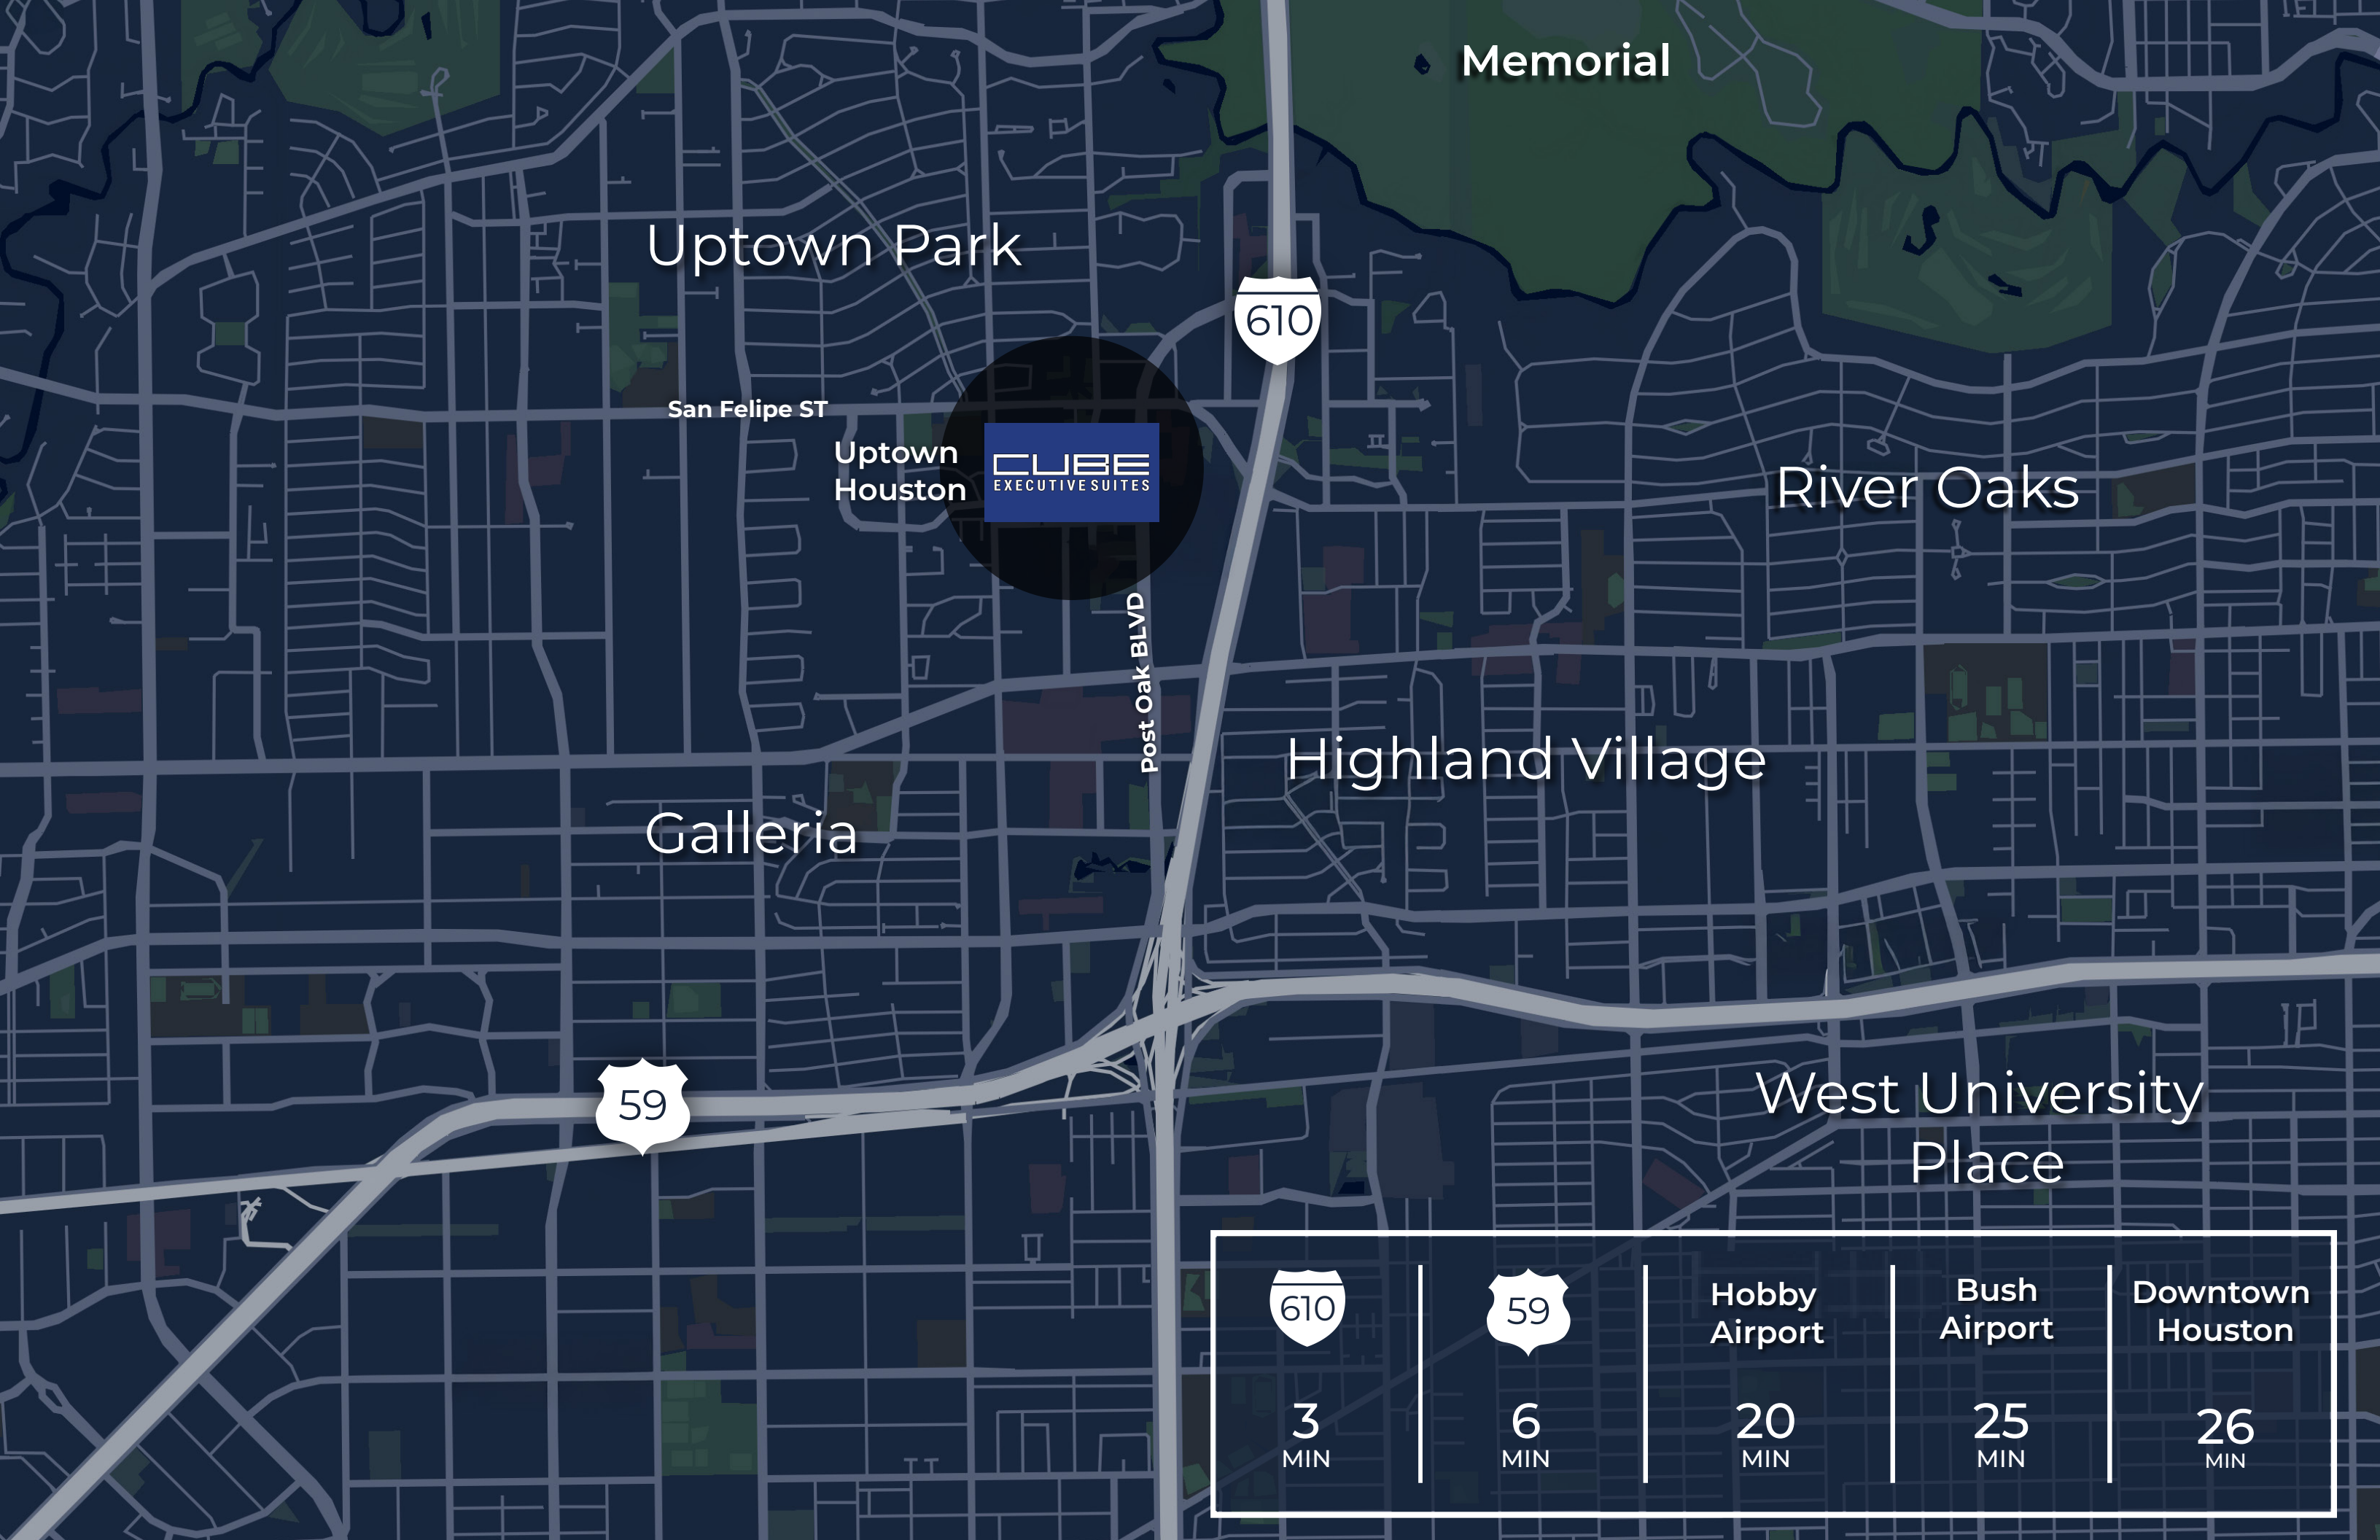 Memorial
Uptown Park
610
San Felipe ST
Uptown
Houston
CUBE
EXECUTIVE SUITES
River Oaks
Post Oak BLVD
Highland Village
Galleria
59
West University
Place
610
3
MIN
59
6
MIN
Hobby
Airport
20
MIN
Bush
Airport
25
MIN
Downtown
Houston
26
MIN